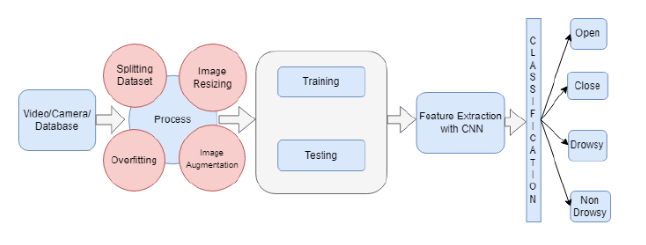 Video/Camera/
Database
Splitting
Dataset
Image
Resizing
Process
Overfitting
Image
Augmentation
Training
Testing
Feature Extraction
with CNN
C
L
A
S
S
I
F
I
C
A
T
I
O
N
Open
Close
Drowsy
Non
Drowsy